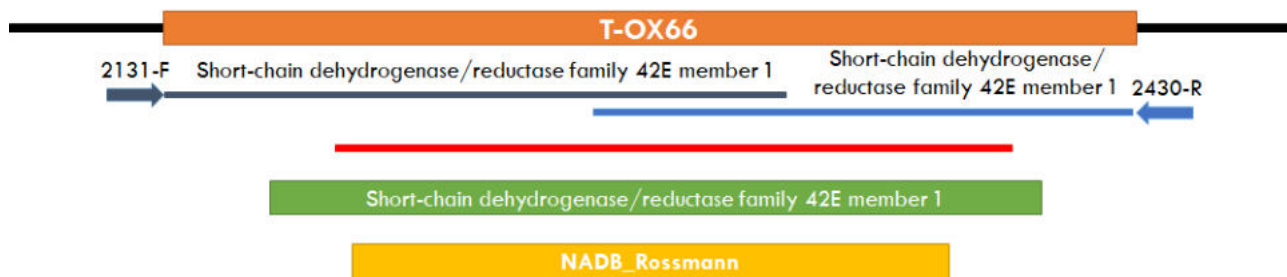 T-OX66
2131-F
Short-chain dehydrogenase/reductase family 42E member 1
Short-chain dehydrogenase/
reductase family 42E member 1
2430-R
Short-chain dehydrogenase/reductase family 42E member 1
NADB_Rossmann